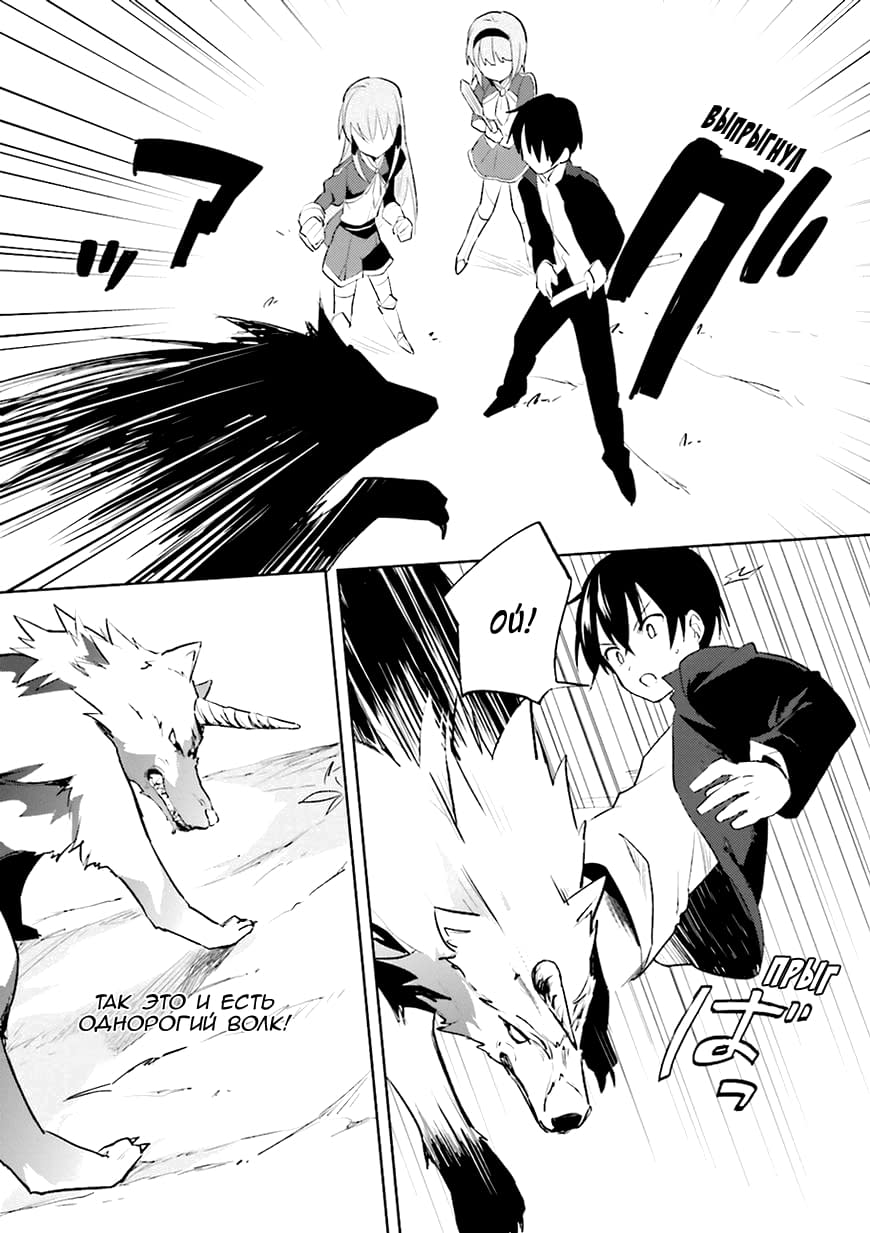 ВЫПРЫГНУЛ
グアッ
ОЙ!
ПРЫГ
ばっ
ТАК ЭТО И ЕСТЬ
ОДНОРОГИЙ ВОЛК!